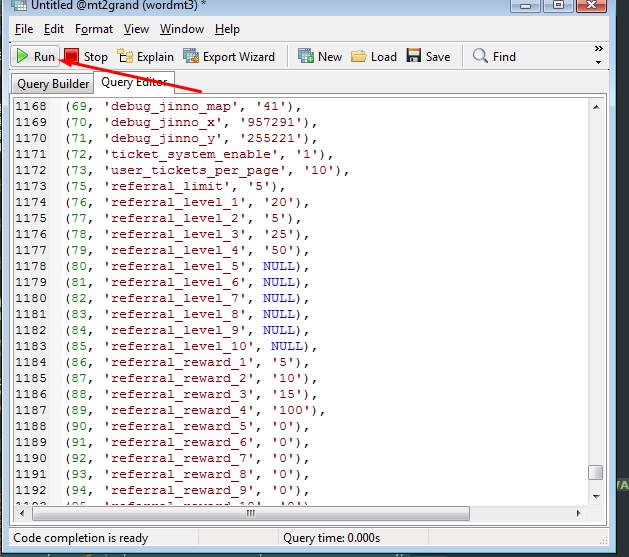 Untitled @mt2grand (wordmt3) *
File Edit Format View Window Help
Run Stop Explain Export Wizard New Load Save Find »
Query Builder Query Editor
1168 (69, 'debug_jinno_map', '41'),
1169 (70, 'debug_jinno_x', '957291'),
1170 (71, 'debug_jinno_y', '255221'),
1171 (72, 'ticket_system_enable', '1'),
1172 (73, 'user_tickets_per_page', '10'),
1173 (75, 'referral_limit', '5'),
1174 (76, 'referral_level_1', '20'),
1175 (77, 'referral_level_2', '5'),
1176 (78, 'referral_level_3', '25'),
1177 (79, 'referral_level_4', '50'),
1178 (80, 'referral_level_5', NULL),
1179 (81, 'referral_level_6', NULL),
1180 (82, 'referral_level_7', NULL),
1181 (83, 'referral_level_8', NULL),
1182 (84, 'referral_level_9', NULL),
1183 (85, 'referral_level_10', NULL),
1184 (86, 'referral_reward_1', '5'),
1185 (87, 'referral_reward_2', '10'),
1186 (88, 'referral_reward_3', '15'),
1187 (89, 'referral_reward_4', '100'),
1188 (90, 'referral_reward_5', '0'),
1189 (91, 'referral_reward_6', '0'),
1190 (92, 'referral_reward_7', '0'),
1191 (93, 'referral_reward_8', '0'),
1192 (94, 'referral_reward_9', '0'),
Code completion is ready Query time: 0.000s